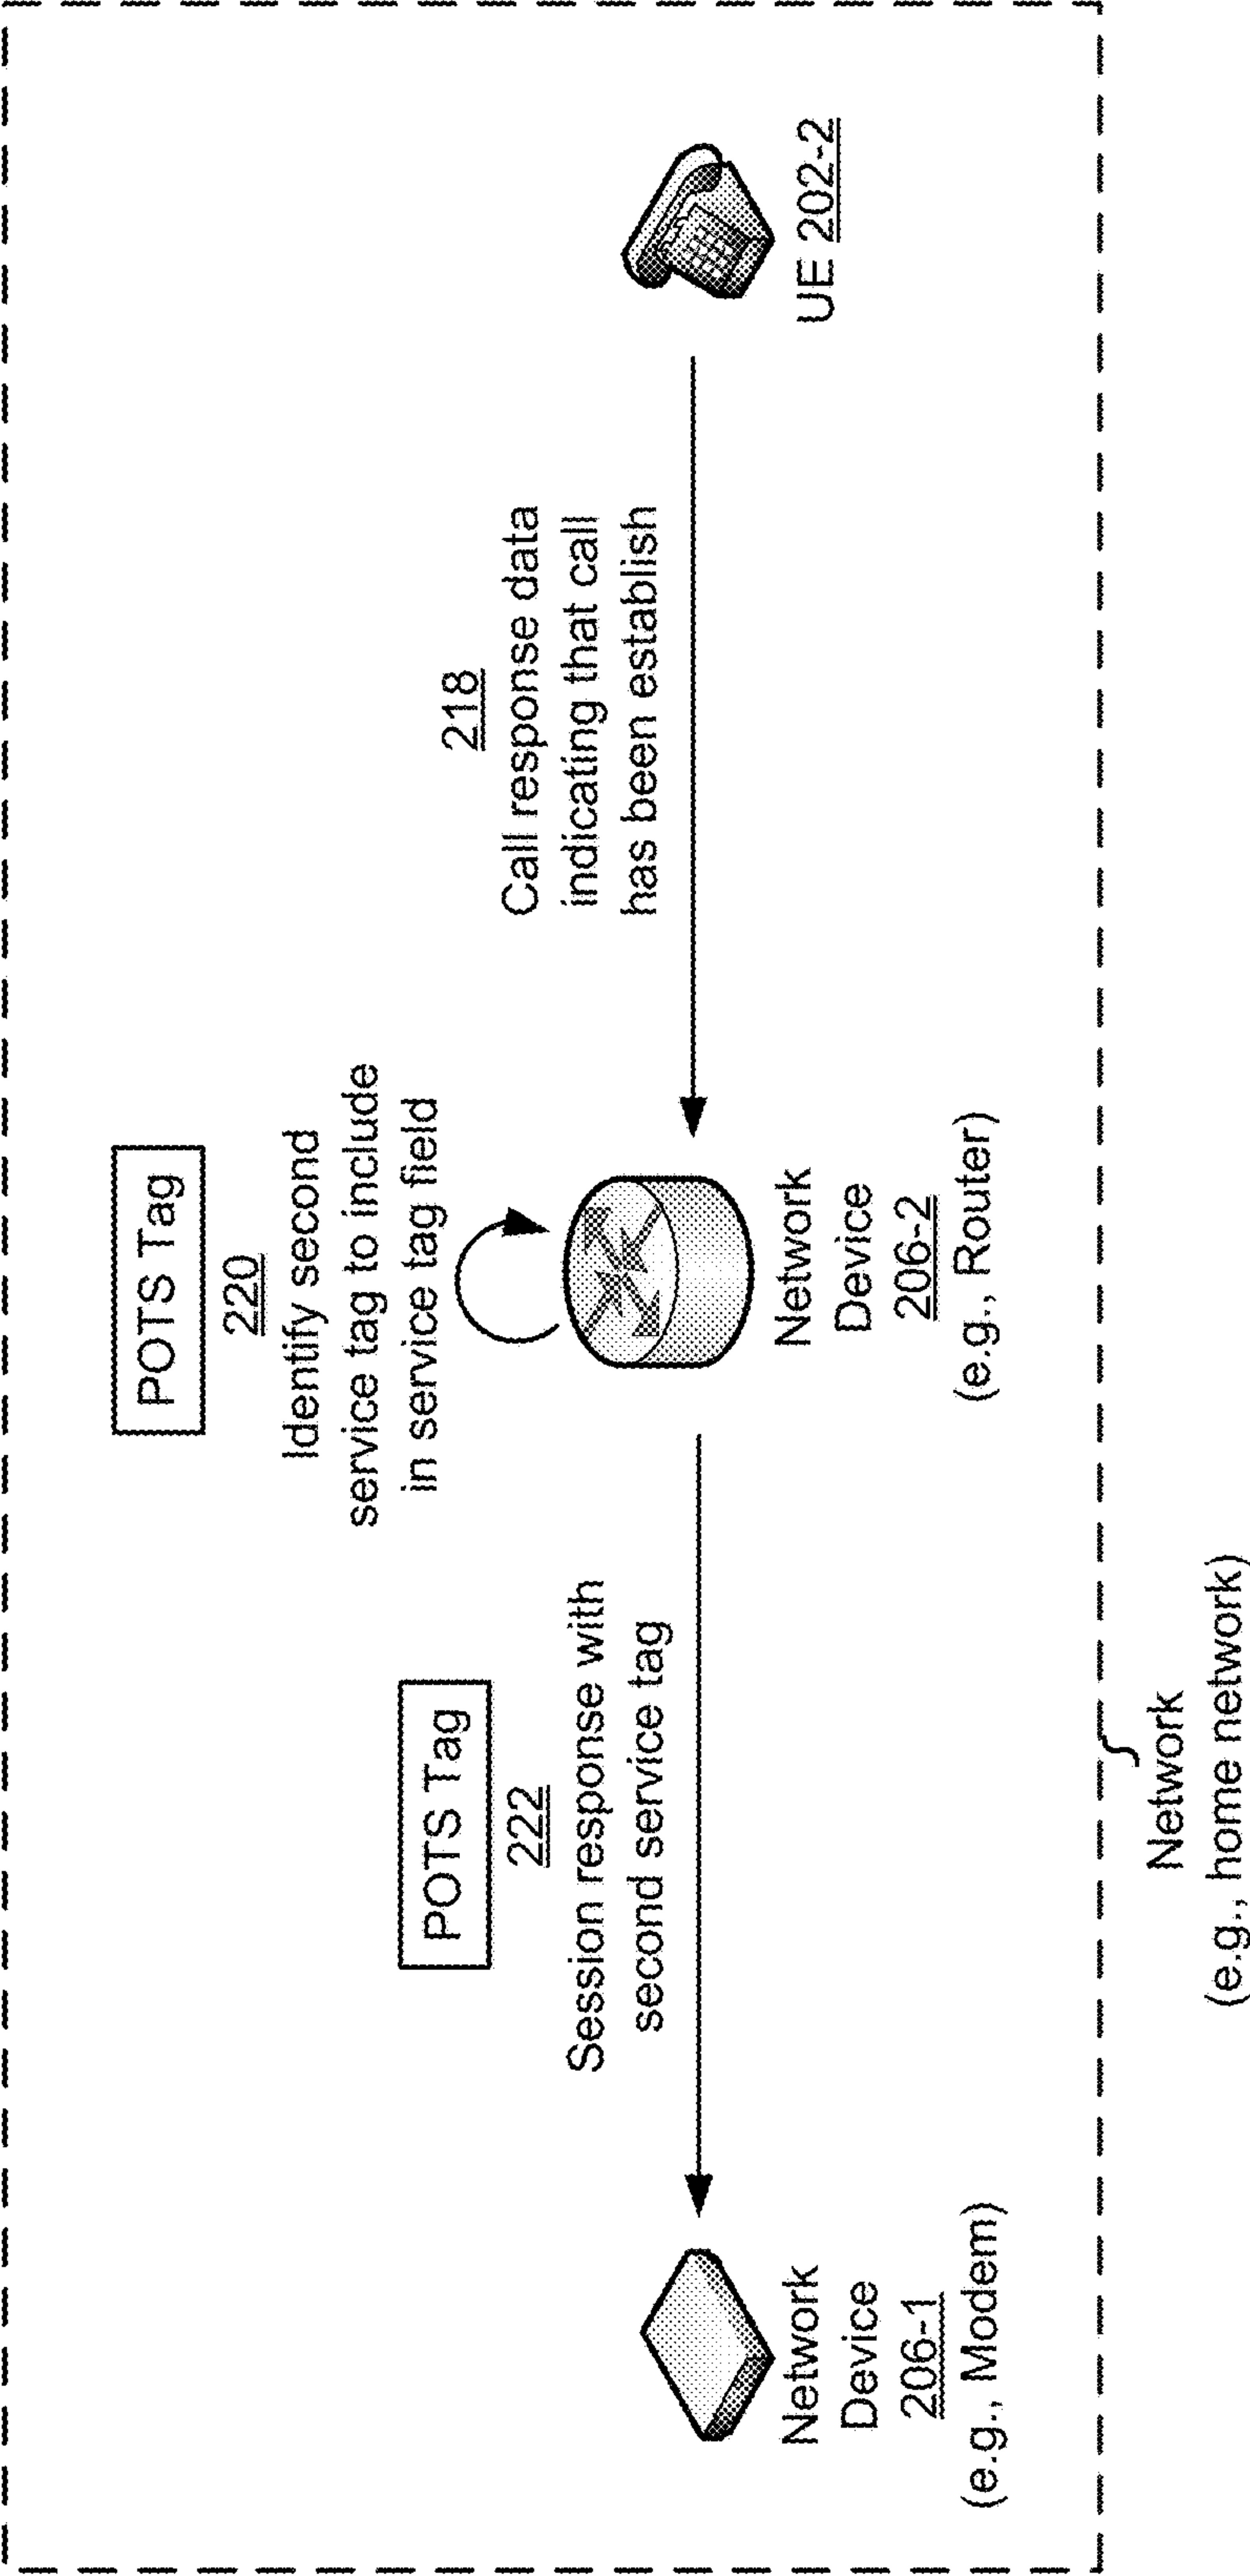 POTS Tag
220
Identify second
service tag to include
in service tag field
POTS Tag
222
Session response with
second service tag
218
Call response data
indicating that call
has been establish
Network
Device
206-1
(e.g., Modem)
Network
Device
206-2
(e.g., Router)
UE 202-2
Network
(e.g., home network)